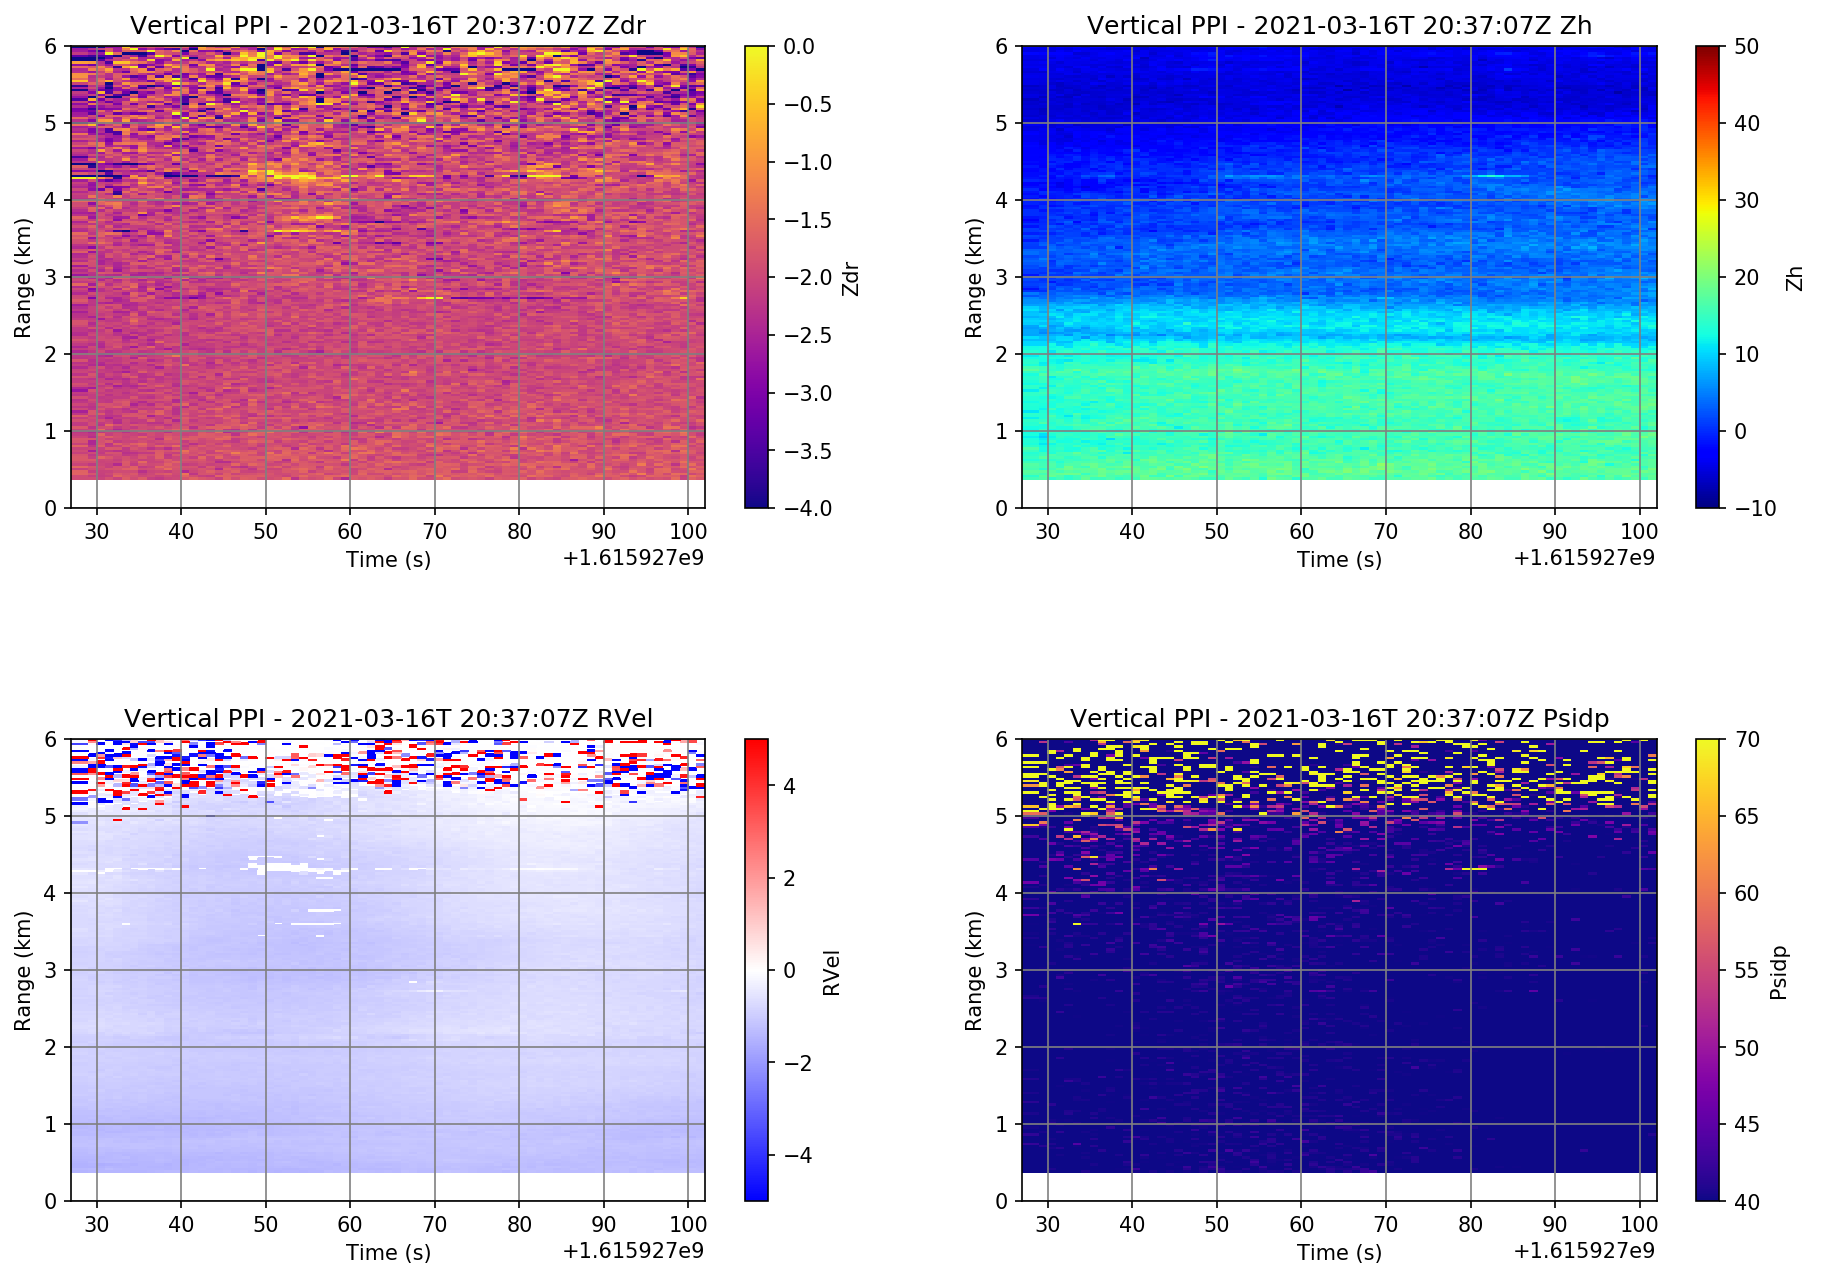 Vertical PPI - 2021-03-16T 20:37:07Z Zdr
6
5
4
3
2
1
0
Range (km)
30 40 50 60 70 80 90 100
Time (s)
+1.615927e9
0.0
−0.5
−1.0
−1.5
−2.0
−2.5
−3.0
−3.5
−4.0
Zdr
Vertical PPI - 2021-03-16T 20:37:07Z Zh
6
5
4
3
2
1
0
Range (km)
30 40 50 60 70 80 90 100
Time (s)
+1.615927e9
50
40
30
20
10
0
−10
Zh
Vertical PPI - 2021-03-16T 20:37:07Z RVel
6
5
4
3
2
1
0
Range (km)
30 40 50 60 70 80 90 100
Time (s)
+1.615927e9
4
2
0
−2
−4
RVel
Vertical PPI - 2021-03-16T 20:37:07Z Psidp
6
5
4
3
2
1
0
Range (km)
30 40 50 60 70 80 90 100
Time (s)
+1.615927e9
70
65
60
55
50
45
40
Psidp